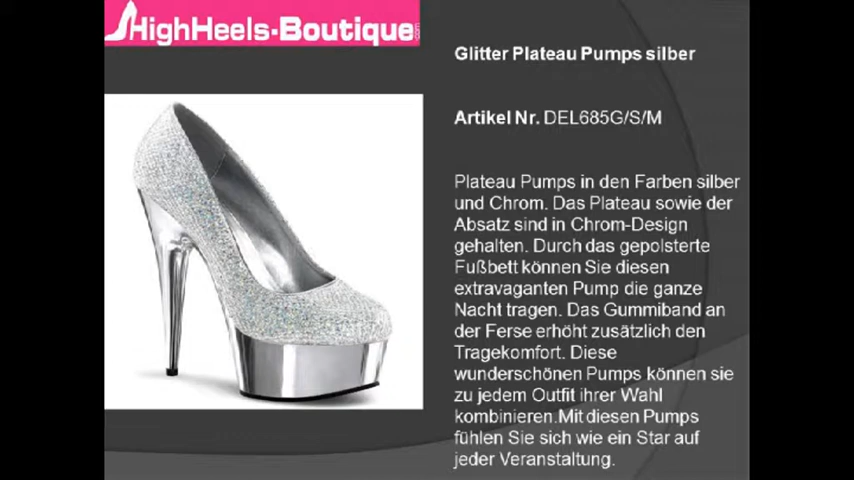 HighHeels-Boutique.com
Glitter Plateau Pumps silber
Artikel Nr. DEL685G/S/M
Plateau Pumps in den Farben silber
und Chrom. Das Plateau sowie der
Absatz sind in Chrom-Design
gehalten. Durch das gepolsterte
Fußbett können Sie diesen
extravaganten Pump die ganze
Nacht tragen. Das Gummiband an
der Ferse erhöht zusätzlich den
Tragekomfort. Diese
wunderschönen Pumps können sie
zu jedem Outfit ihrer Wahl
kombinieren.Mit diesen Pumps
fühlen Sie sich wie ein Star auf
jeder Veranstaltung.